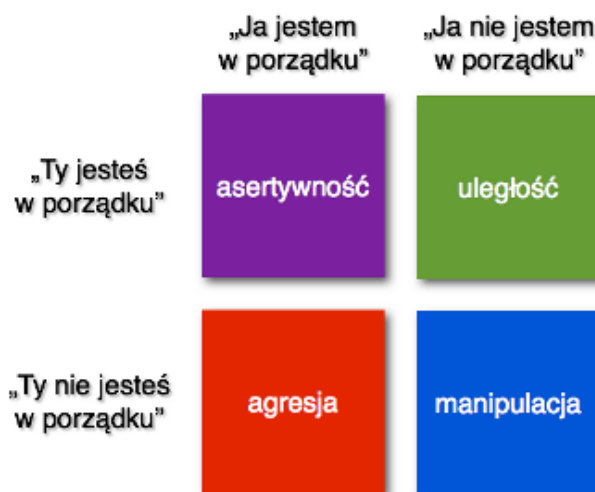 „Ja jestem
w porządku”
„Ja nie jestem
w porządku”
„Ty jesteś
w porządku”
asertywność
uległość
„Ty nie jesteś
w porządku”
agresja
manipulacja